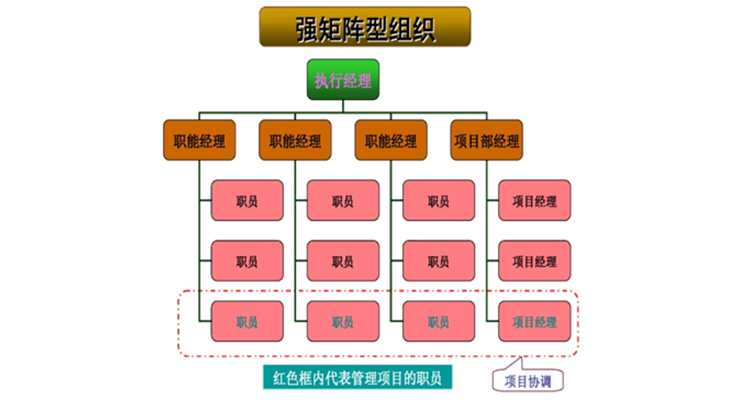 强矩阵型组织
执行经理
职能经理 职能经理 职能经理 项目部经理
职员 职员 职员 项目经理
职员 职员 职员 项目经理
职员 职员 职员 项目经理
红色框内代表管理项目的职员
项目协调